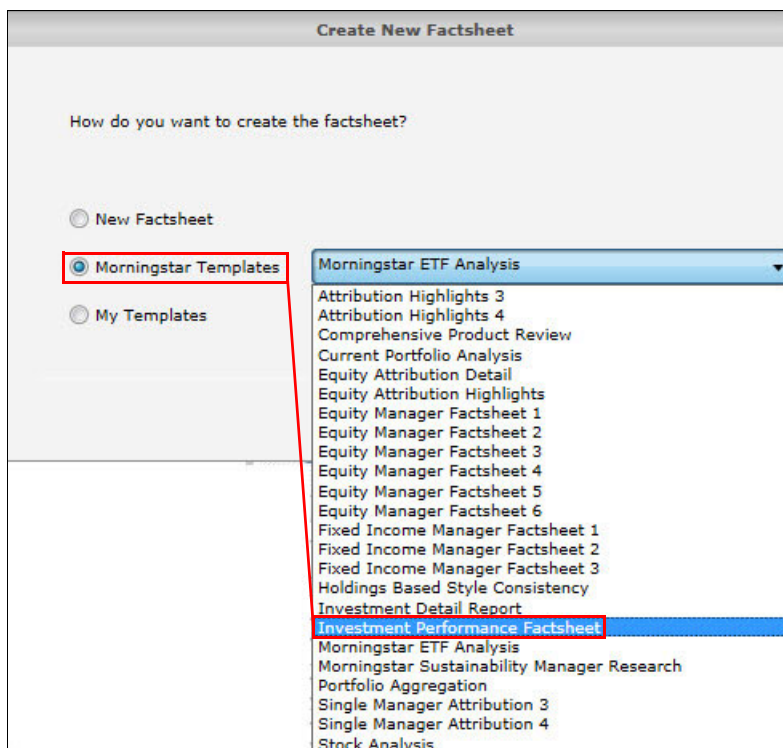 Create New Factsheet
How do you want to create the factsheet?
New Factsheet
Morningstar Templates
Morningstar ETF Analysis
My Templates
Attribution Highlights 3
Attribution Highlights 4
Comprehensive Product Review
Current Portfolio Analysis
Equity Attribution Detail
Equity Attribution Highlights
Equity Manager Factsheet 1
Equity Manager Factsheet 2
Equity Manager Factsheet 3
Equity Manager Factsheet 4
Equity Manager Factsheet 5
Equity Manager Factsheet 6
Fixed Income Manager Factsheet 1
Fixed Income Manager Factsheet 2
Fixed Income Manager Factsheet 3
Holdings Based Style Consistency
Investment Detail Report
Investment Performance Factsheet
Morningstar ETF Analysis
Morningstar Sustainability Manager Research
Portfolio Aggregation
Single Manager Attribution 3
Single Manager Attribution 4
Stock Analysis